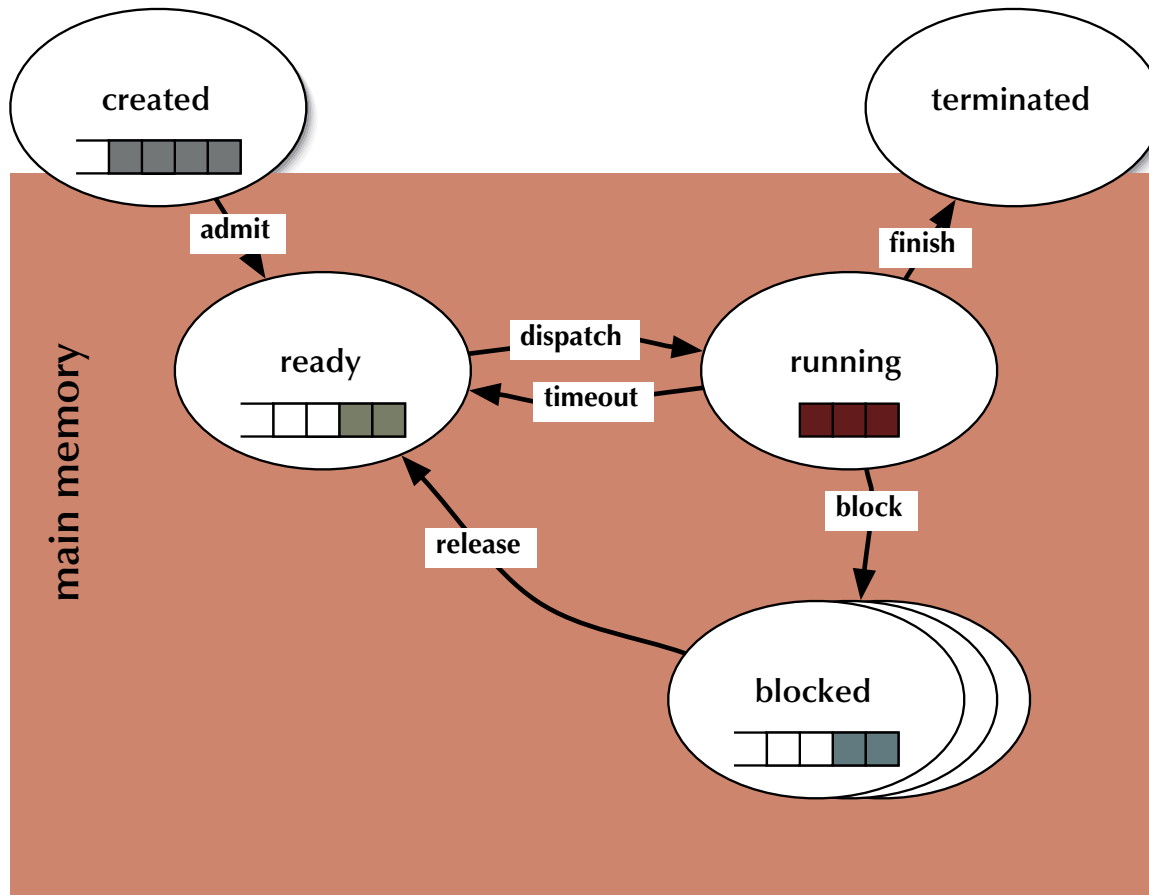 created
terminated
admit
finish
dispatch
ready
running
timeout
main memory
block
release
blocked